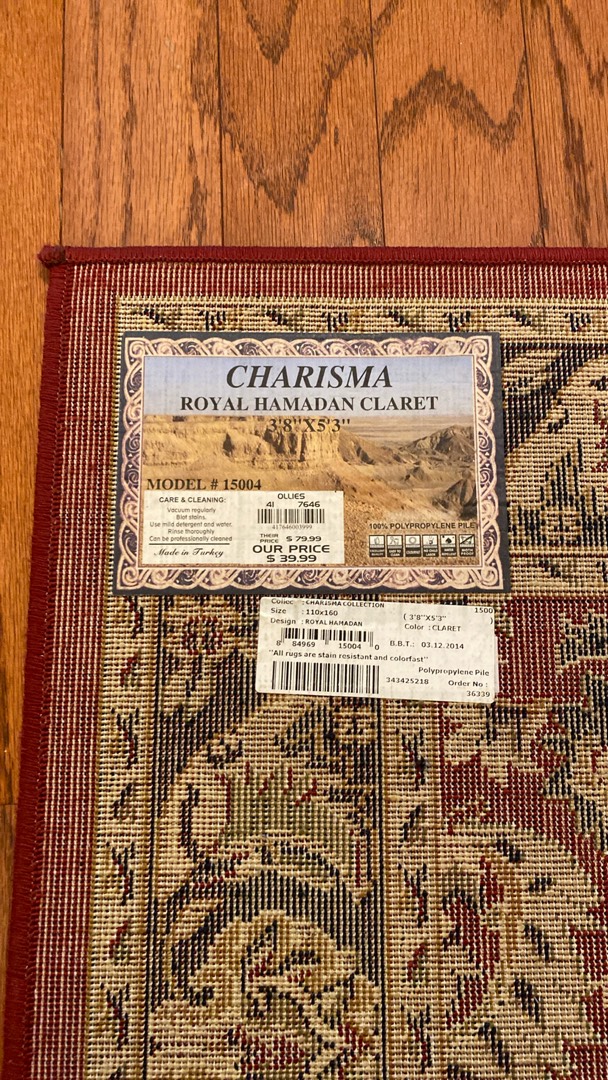 CHARISMA
ROYAL HAMADAN CLARET
3'8"X5'3"
MODEL # 15004
CARE & CLEANING:
Vacuum regularly
Blot stains.
Use mild detergent and water.
Rinse thoroughly
Can be professionally cleaned
Made in Turkey
OLLIES
41 7646
417646003999
THEIR PRICE $ 79.99
OUR PRICE
$ 39.99
100% POLYPROPYLENE PILE
Collec : CHARISMA COLLECTION 1500
Size : 110x160 ( 3'8"X5'3" )
Design : ROYAL HAMADAN Color : CLARET
8 84969 15004 0 B.B.T.: 03.12.2014
"All rugs are stain resistant and colorfast"
Polypropylene Pile
343425218 Order No :
36339